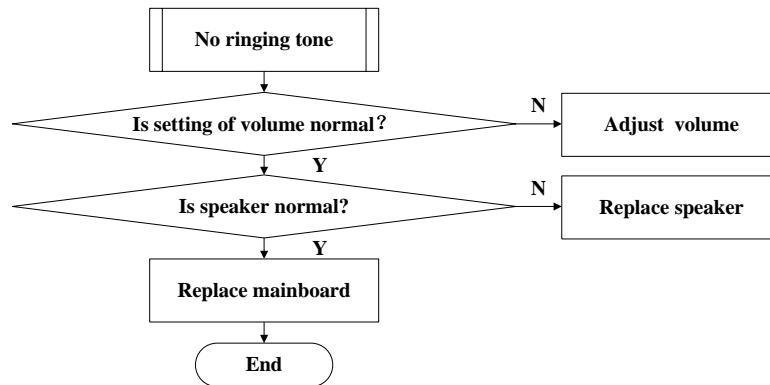 No ringing tone
Is setting of volume normal？
N
Adjust volume
Y
Is speaker normal?
N
Replace speaker
Y
Replace mainboard
End